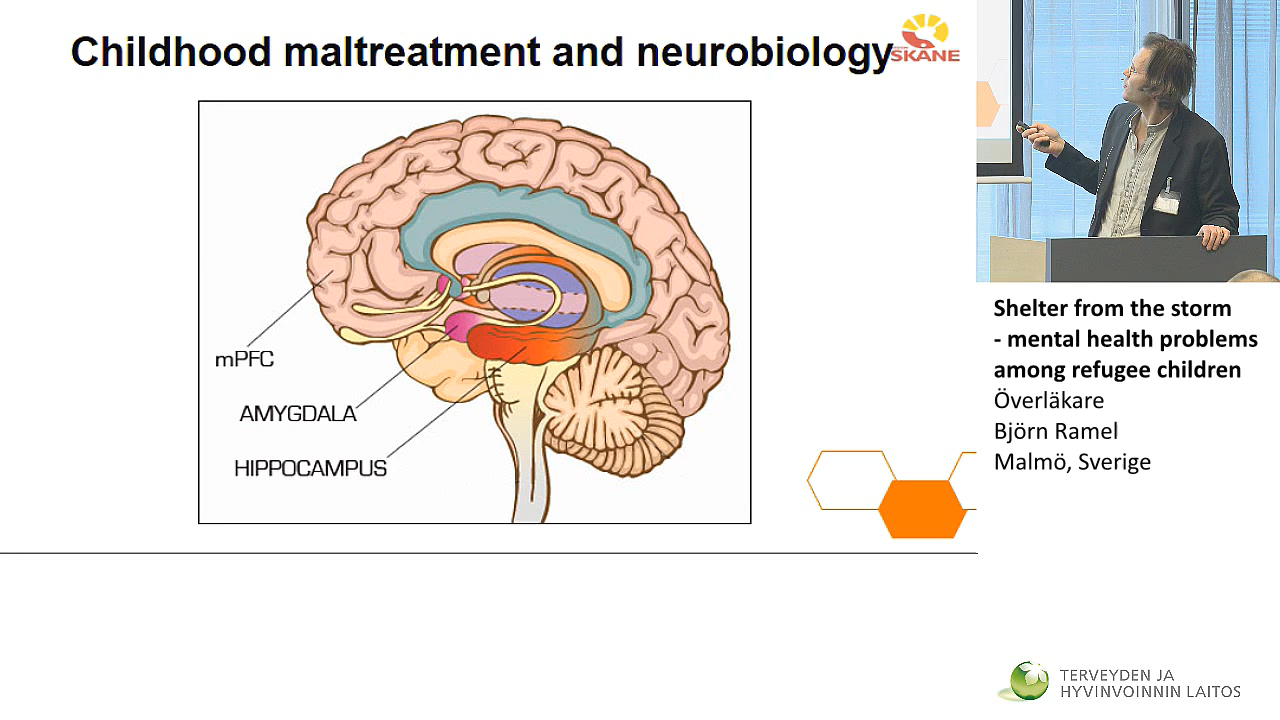 Childhood maltreatment and neurobiology
SKANE
mPFC
AMYGDALA
HIPPOCAMPUS
Shelter from the storm
- mental health problems
among refugee children
Överläkare
Björn Ramel
Malmö, Sverige
TERVEYDEN JA
HYVINVOINNIN LAITOS